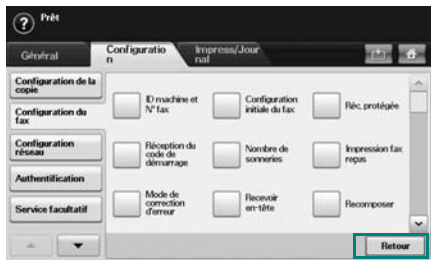 Prêt
Général
Configuratio
n
Impress/Jour
nal
Configuration de la
copie
Configuration du
fax
Configuration
réseau
Authentification
Service facultatif
ID machine et
N° fax
Configuration
initiale du fax
Réc. protégée
Réception du
code de
démarrage
Nombre de
sonneries
Impression fax
reçus
Mode de
correction
d'erreur
Recevoir
en-tête
Recomposer
Retour